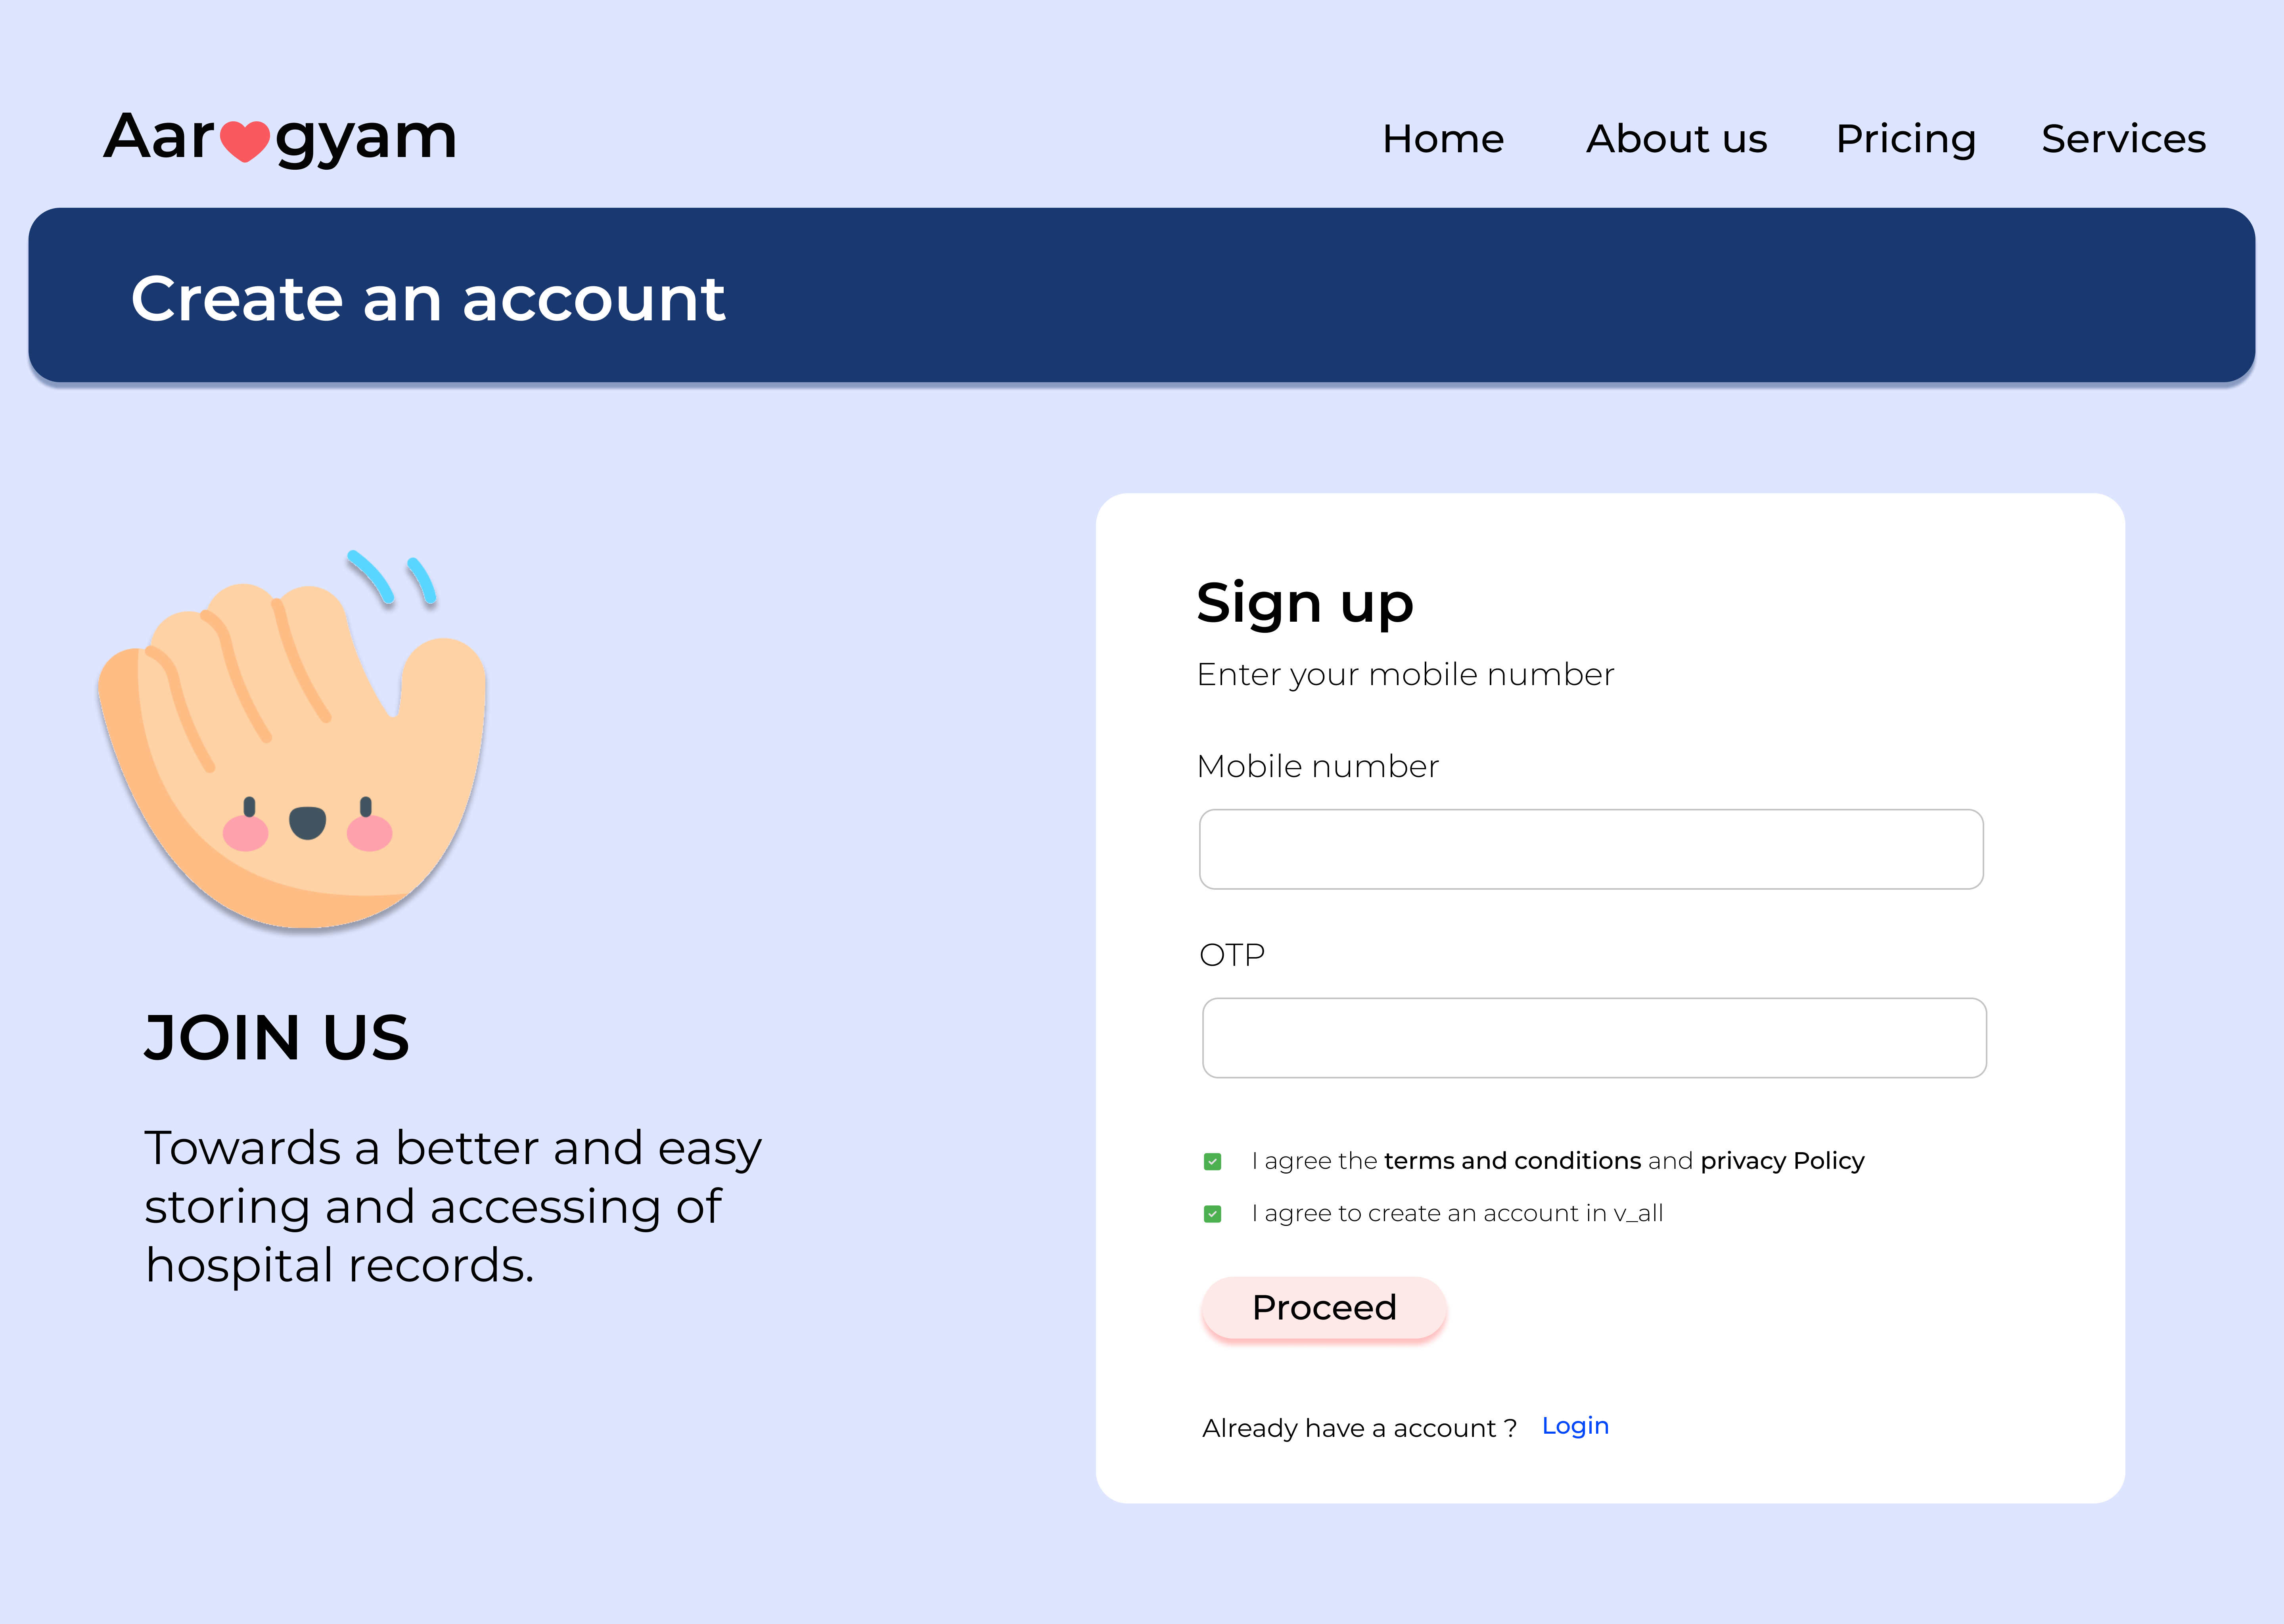 Aar❤gyam
Home About us Pricing Services
Create an account
JOIN US
Towards a better and easy
storing and accessing of
hospital records.
Sign up
Enter your mobile number
Mobile number
OTP
I agree the terms and conditions and privacy Policy
I agree to create an account in v_all
Proceed
Already have a account ? Login